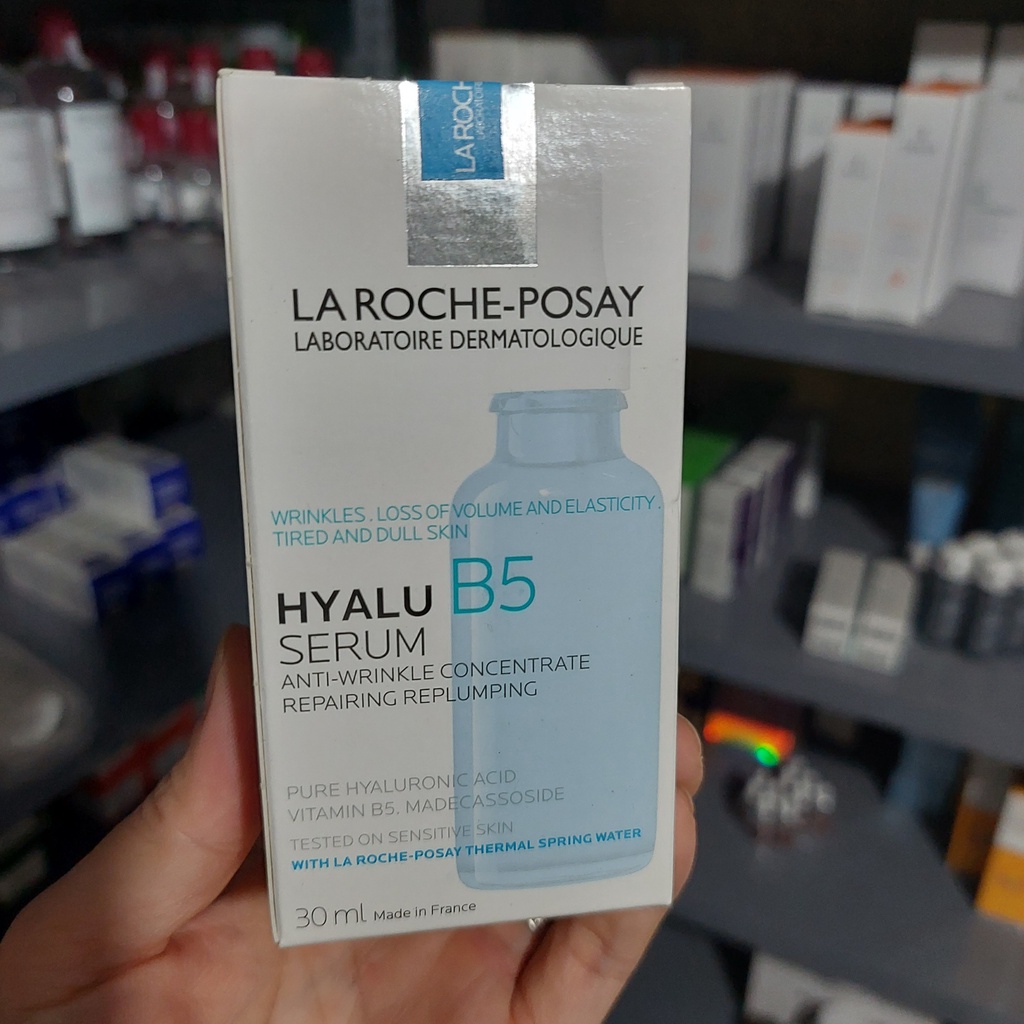 LA ROCH
LABORATOIR
LA ROCHE-POSAY
LABORATOIRE DERMATOLOGIQUE
WRINKLES . LOSS OF VOLUME AND ELASTICITY .
TIRED AND DULL SKIN
HYALU B5
SERUM
ANTI-WRINKLE CONCENTRATE
REPAIRING REPLUMPING
PURE HYALURONIC ACID
VITAMIN B5. MADECASSOSIDE
TESTED ON SENSITIVE SKIN
WITH LA ROCHE-POSAY THERMAL SPRING WATER
30 ml Made in France